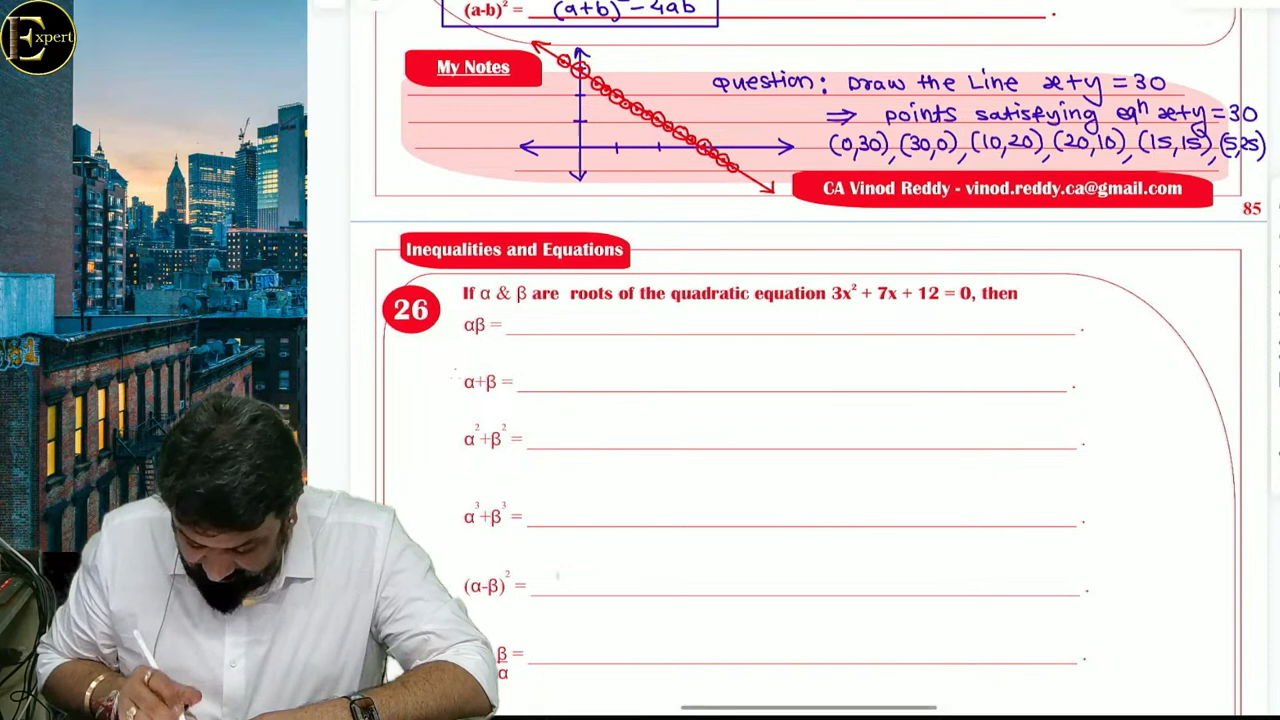 Expert
(a-b)² = (a+b)² - 4ab .
My Notes
Question: Draw the Line x+y = 30
⇒ points satisfying eqⁿ x+y = 30
(0,30), (30,0), (10,20), (20,10), (15,15), (5,25)
CA Vinod Reddy - vinod.reddy.ca@gmail.com
85
Inequalities and Equations
26
If α & β are roots of the quadratic equation 3x² + 7x + 12 = 0, then
αβ = .
α+β = .
α²+β² = .
α³+β³ = .
(α-β)² = .
β/α = .